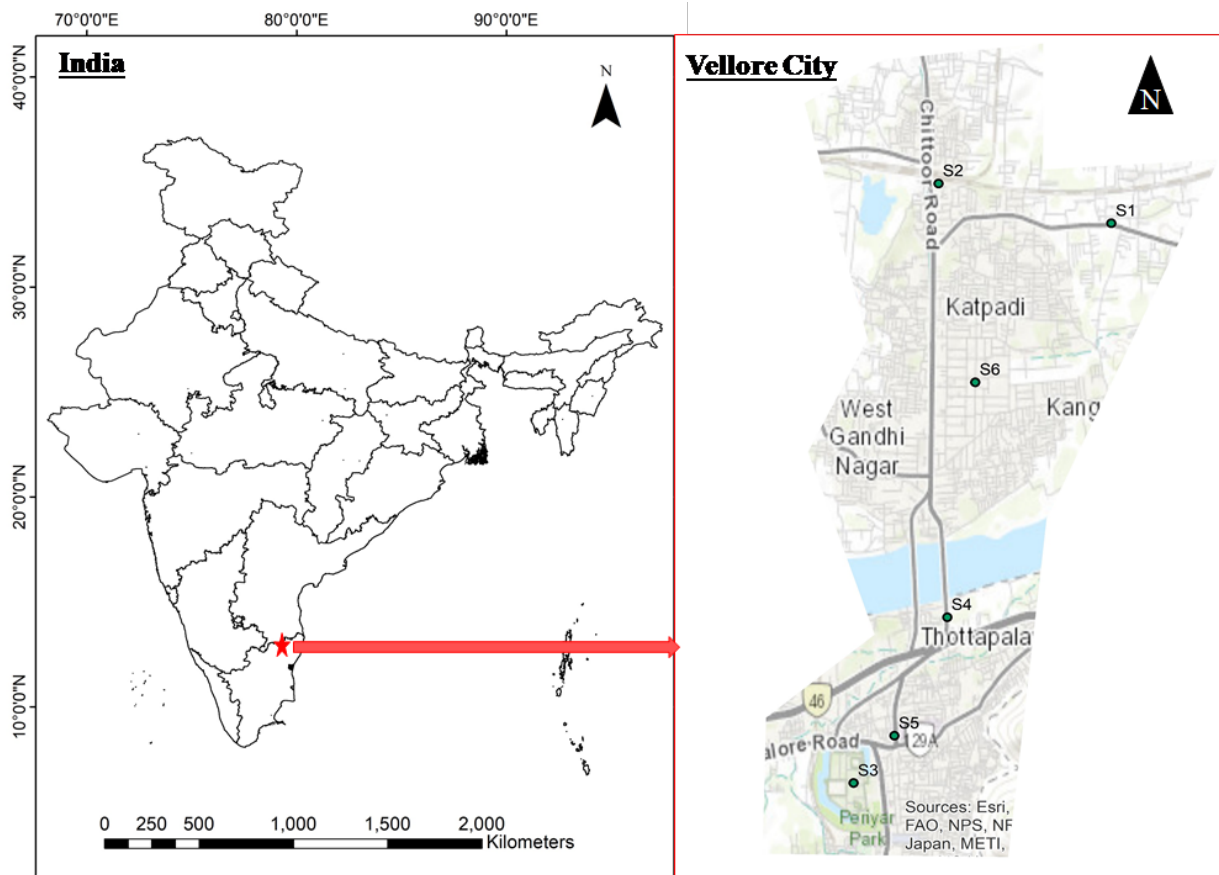 70°0'0"E
80°0'0"E
90°0'0"E
40°0'0"N
30°0'0"N
20°0'0"N
10°0'0"N
India
N
0 250 500 1,000 1,500 2,000
Kilometers
Vellore City
N
Chittoor Road
S2
S1
Katpadi
S6
West
Gandhi
Nagar
Kang
S4
Thottapala
46
S5
129A
alore Road
S3
Periyar
Park
Sources: Esri,
FAO, NPS, NF
Japan, METI,